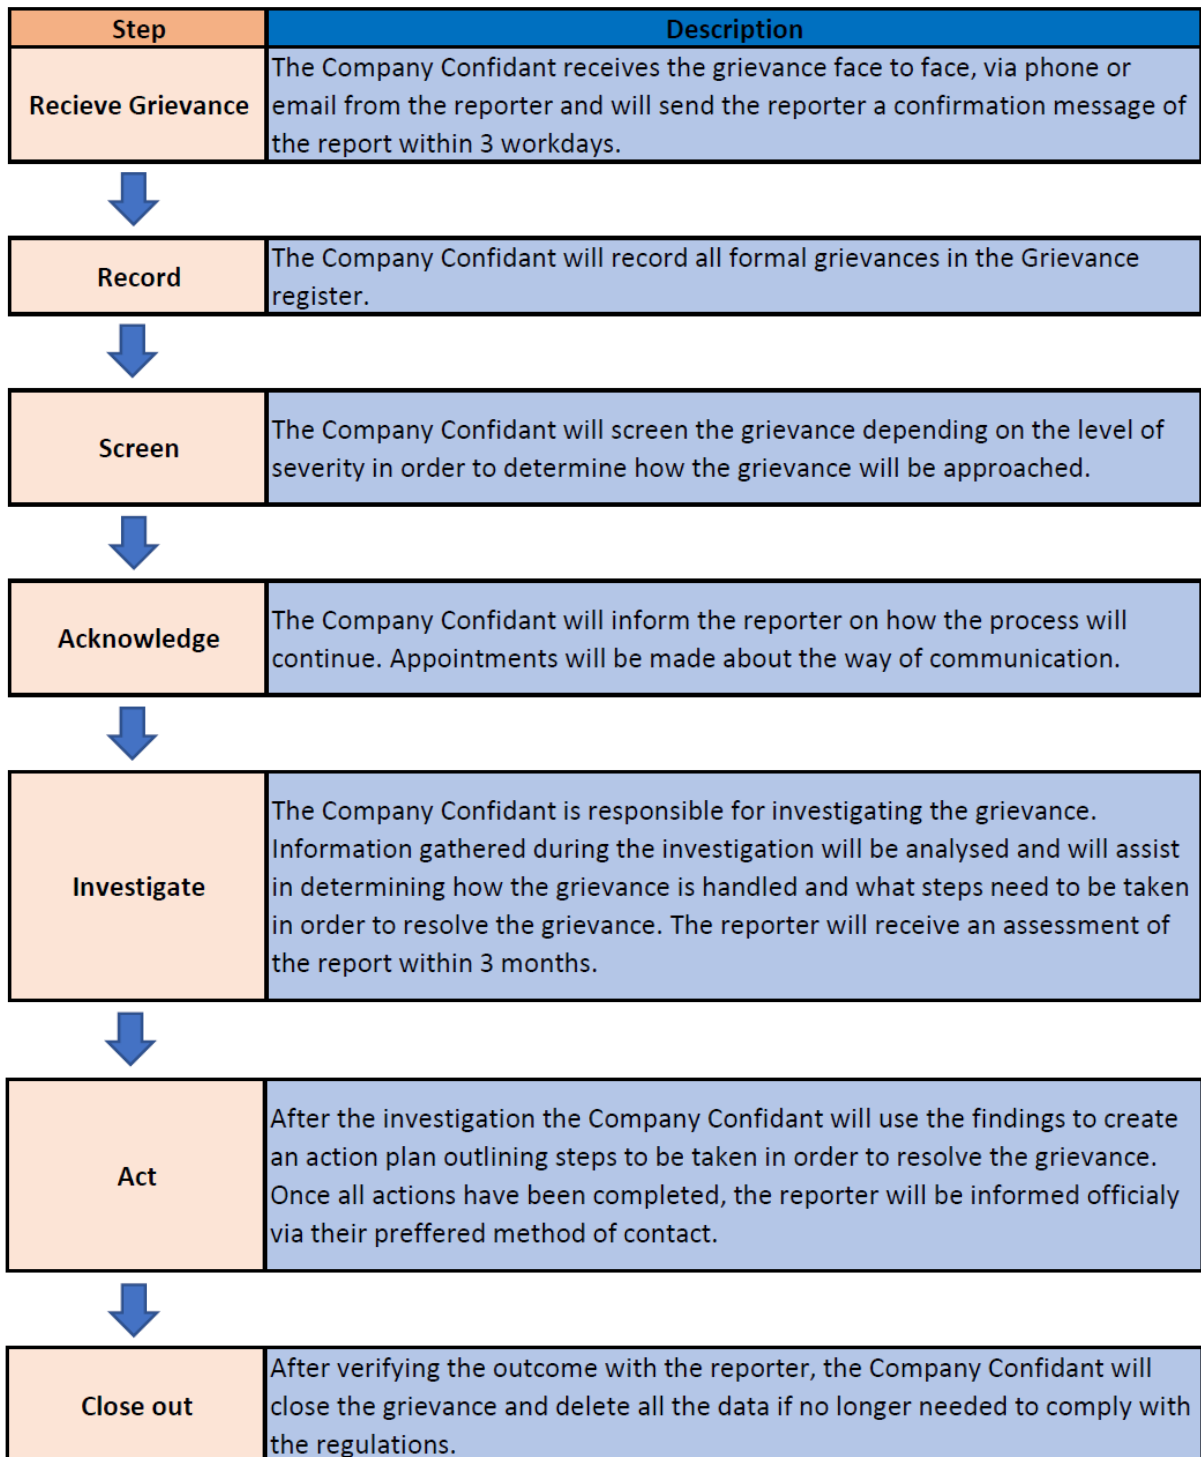 Step
Description
Recieve Grievance
The Company Confidant receives the grievance face to face, via phone or
email from the reporter and will send the reporter a confirmation message of
the report within 3 workdays.
Record
The Company Confidant will record all formal grievances in the Grievance
register.
Screen
The Company Confidant will screen the grievance depending on the level of
severity in order to determine how the grievance will be approached.
Acknowledge
The Company Confidant will inform the reporter on how the process will
continue. Appointments will be made about the way of communication.
Investigate
The Company Confidant is responsible for investigating the grievance.
Information gathered during the investigation will be analysed and will assist
in determining how the grievance is handled and what steps need to be taken
in order to resolve the grievance. The reporter will receive an assessment of
the report within 3 months.
Act
After the investigation the Company Confidant will use the findings to create
an action plan outlining steps to be taken in order to resolve the grievance.
Once all actions have been completed, the reporter will be informed officialy
via their preffered method of contact.
Close out
After verifying the outcome with the reporter, the Company Confidant will
close the grievance and delete all the data if no longer needed to comply with
the regulations.